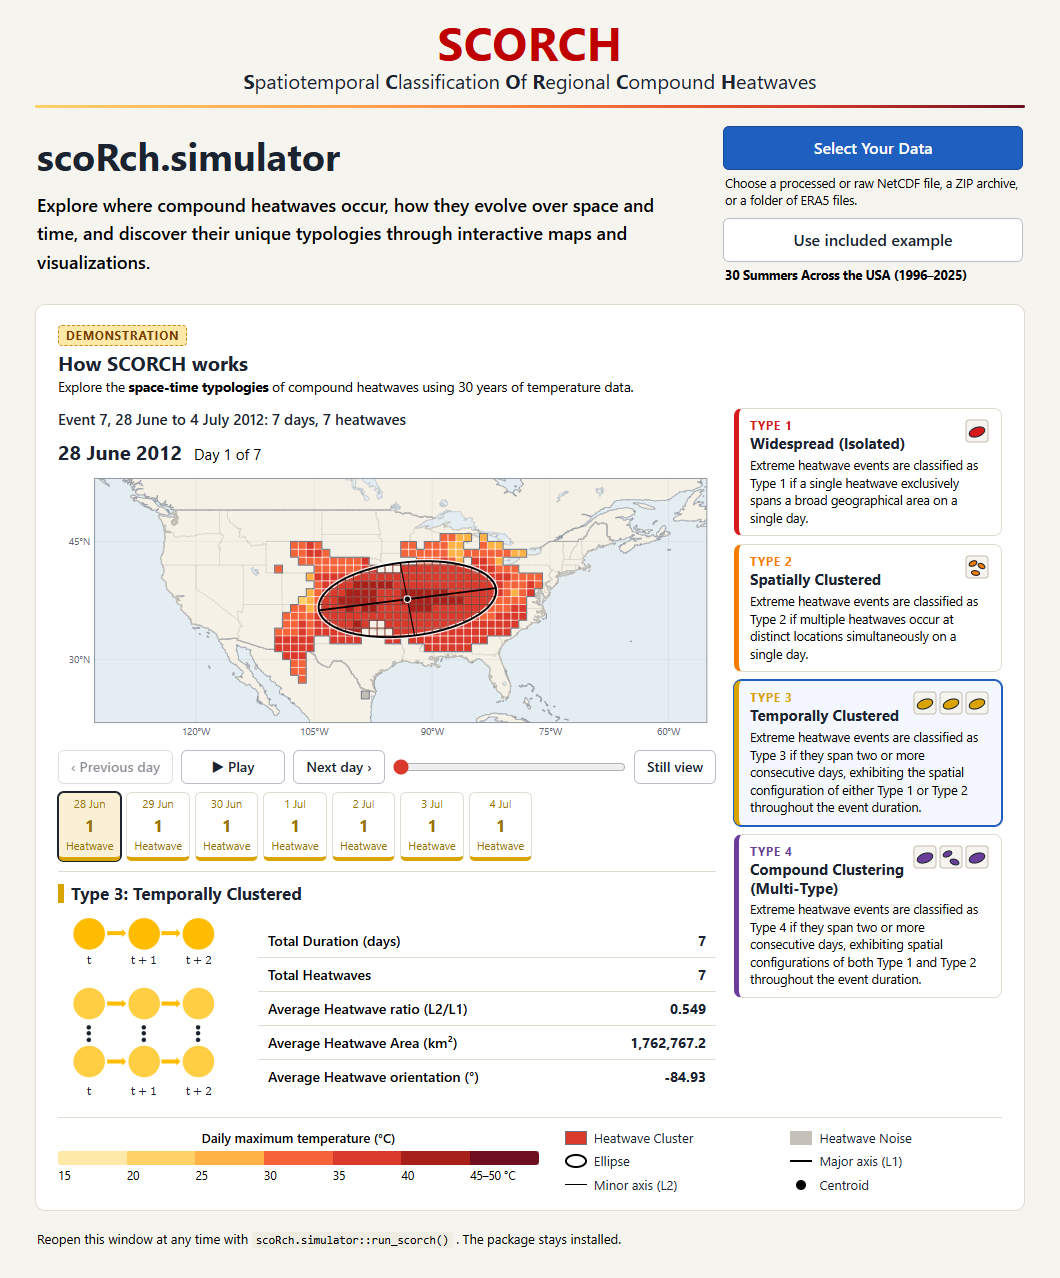 SCORCH
Spatiotemporal Classification Of Regional Compound Heatwaves
scoRch.simulator
Explore where compound heatwaves occur, how they evolve over space and
time, and discover their unique typologies through interactive maps and
visualizations.
Select Your Data
Choose a processed or raw NetCDF file, a ZIP archive,
or a folder of ERA5 files.
Use included example
30 Summers Across the USA (1996–2025)
DEMONSTRATION
How SCORCH works
Explore the space-time typologies of compound heatwaves using 30 years of temperature data.
Event 7, 28 June to 4 July 2012: 7 days, 7 heatwaves
28 June 2012 Day 1 of 7
45°N
30°N
120°W 105°W 90°W 75°W 60°W
‹ Previous day
▶ Play
Next day ›
Still view
28 Jun 29 Jun 30 Jun 1 Jul 2 Jul 3 Jul 4 Jul
1 1 1 1 1 1 1
Heatwave Heatwave Heatwave Heatwave Heatwave Heatwave Heatwave
Type 3: Temporally Clustered
t t + 1 t + 2
t t + 1 t + 2
Total Duration (days) 7
Total Heatwaves 7
Average Heatwave ratio (L2/L1) 0.549
Average Heatwave Area (km²) 1,762,767.2
Average Heatwave orientation (°) -84.93
TYPE 1
Widespread (Isolated)
Extreme heatwave events are classified as
Type 1 if a single heatwave exclusively
spans a broad geographical area on a
single day.
TYPE 2
Spatially Clustered
Extreme heatwave events are classified as
Type 2 if multiple heatwaves occur at
distinct locations simultaneously on a
single day.
TYPE 3
Temporally Clustered
Extreme heatwave events are classified as
Type 3 if they span two or more
consecutive days, exhibiting the spatial
configuration of either Type 1 or Type 2
throughout the event duration.
TYPE 4
Compound Clustering
(Multi-Type)
Extreme heatwave events are classified as
Type 4 if they span two or more
consecutive days, exhibiting spatial
configurations of both Type 1 and Type 2
throughout the event duration.
Daily maximum temperature (°C)
15 20 25 30 35 40 45–50 °C
Heatwave Cluster
Heatwave Noise
Ellipse
Major axis (L1)
Minor axis (L2)
Centroid
Reopen this window at any time with scoRch.simulator::run_scorch() . The package stays installed.